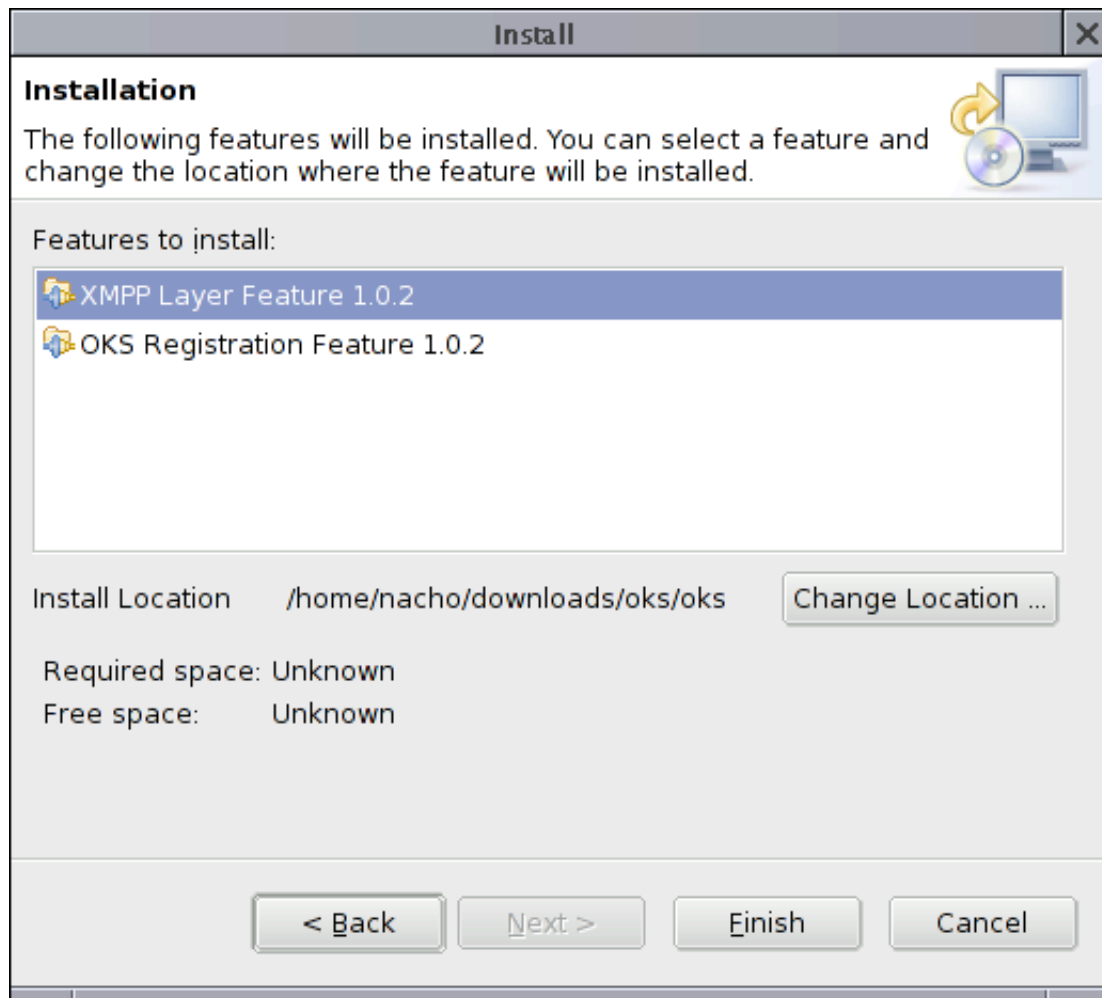 Install
Installation
The following features will be installed. You can select a feature and
change the location where the feature will be installed.
Features to install:
XMPP Layer Feature 1.0.2
OKS Registration Feature 1.0.2
Install Location /home/nacho/downloads/oks/oks Change Location ...
Required space: Unknown
Free space: Unknown
< Back Next > Finish Cancel